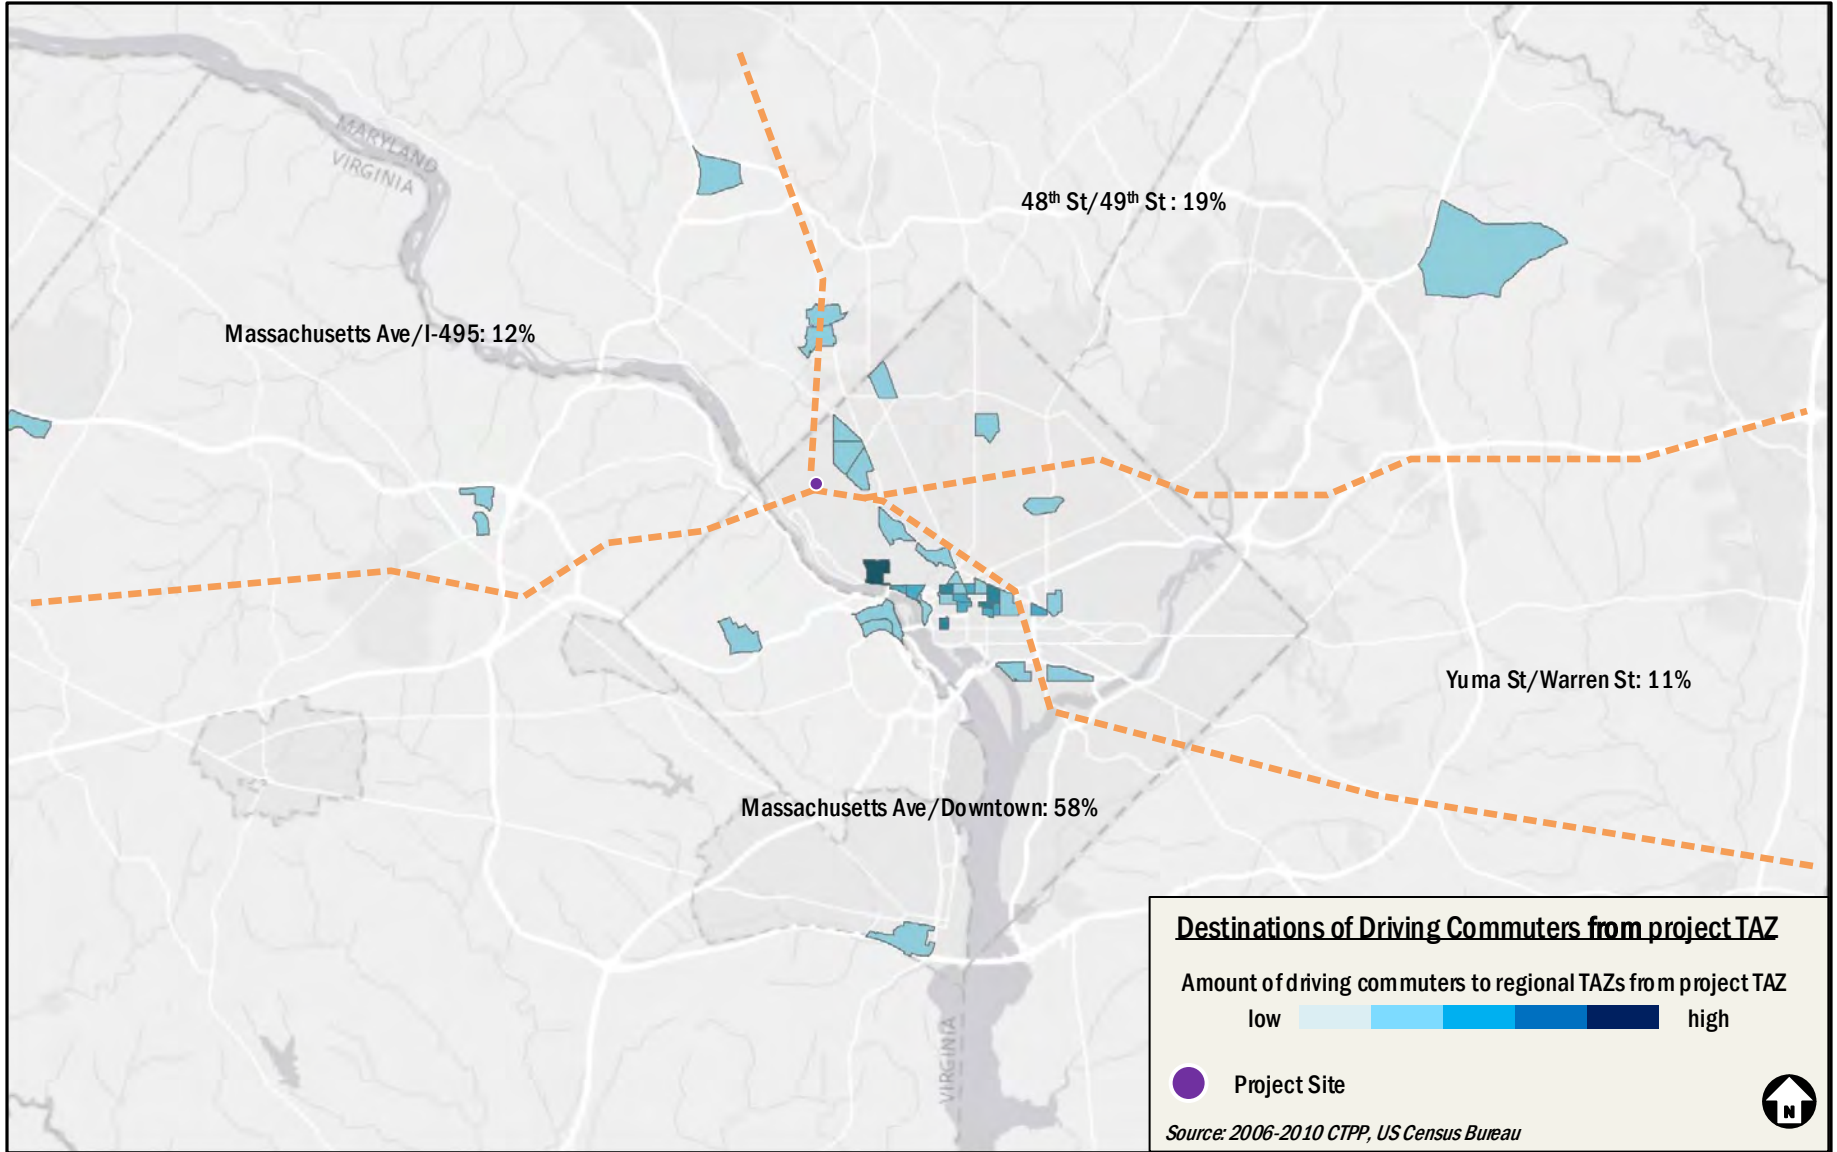 MARYLAND
VIRGINIA
48th St/49th St : 19%
Massachusetts Ave/I-495: 12%
Yuma St/Warren St: 11%
Massachusetts Ave/Downtown: 58%
VIRGINIA
Destinations of Driving Commuters from project TAZ
Amount of driving commuters to regional TAZs from project TAZ
low high
Project Site
N
Source: 2006-2010 CTPP, US Census Bureau